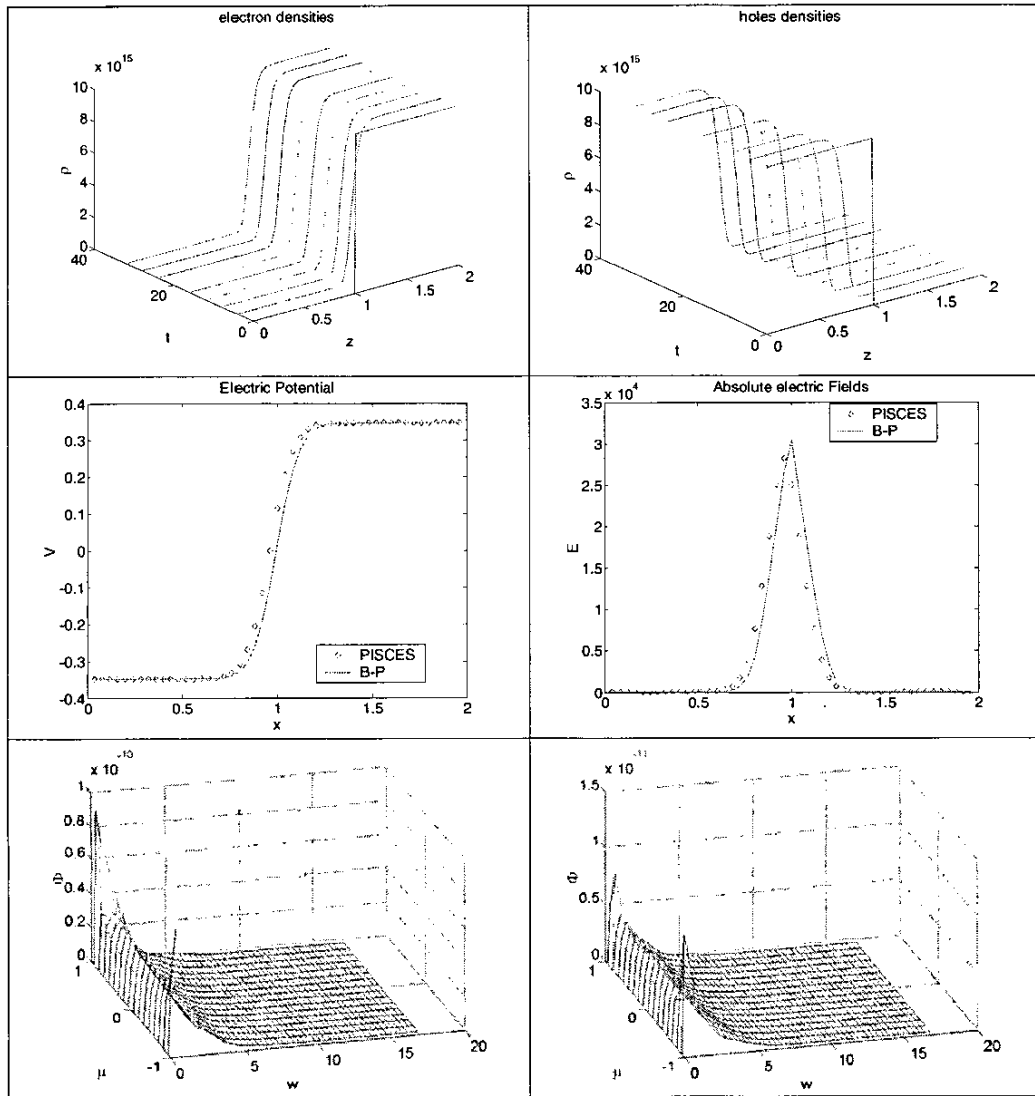 electron densities
x 10^15
10
8
6
4
2
0
ρ
40
20
0
t
0
0.5
1
1.5
2
z
holes densities
x 10^15
10
8
6
4
2
0
ρ
40
20
0
t
0
0.5
1
1.5
2
z
Electric Potential
0.4
0.3
0.2
0.1
0
-0.1
-0.2
-0.3
-0.4
V
PISCES
B-P
0
0.5
1
1.5
2
x
Absolute electric Fields
x 10^4
3.5
3
2.5
2
1.5
1
0.5
0
E
PISCES
B-P
0
0.5
1
1.5
2
x
x 10^-10
1
0.8
0.6
0.4
0.2
0
Φ
1
0
-1
μ
0
5
10
15
20
w
x 10^-11
1.5
1
0.5
0
Φ
1
0
-1
μ
0
5
10
15
20
w